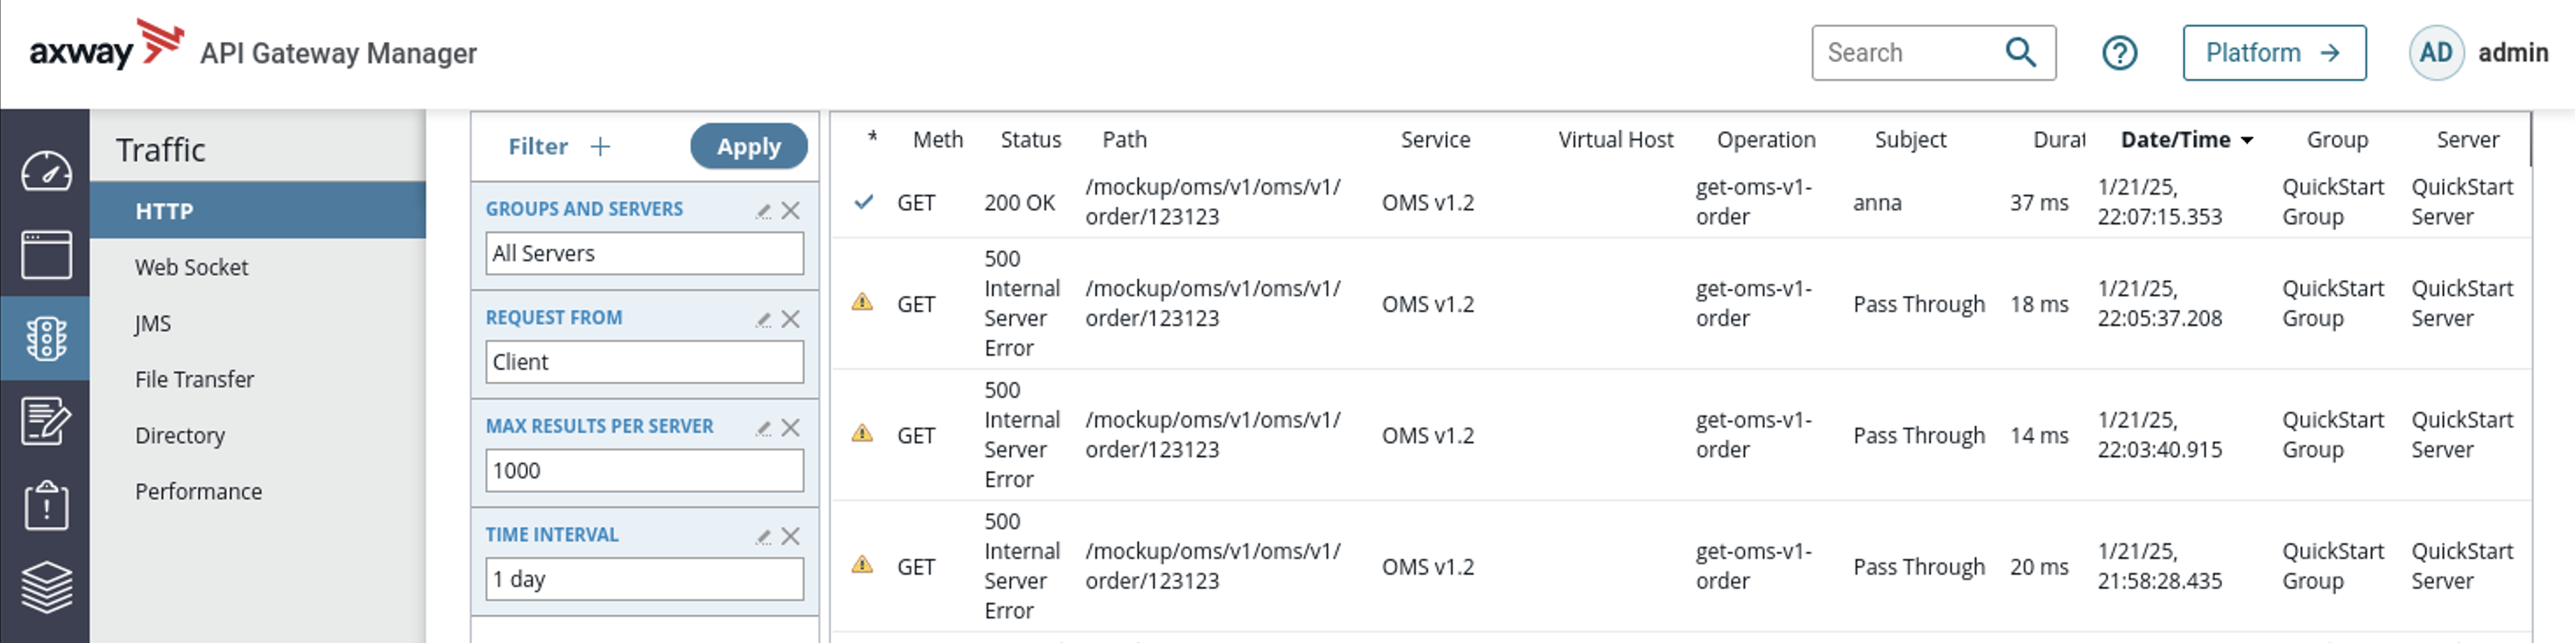 axway API Gateway Manager
Search
Platform →
AD admin
Traffic
HTTP
Web Socket
JMS
File Transfer
Directory
Performance
Filter +
Apply
GROUPS AND SERVERS
All Servers
REQUEST FROM
Client
MAX RESULTS PER SERVER
1000
TIME INTERVAL
1 day
* Meth Status Path Service Virtual Host Operation Subject Durat Date/Time Group Server
GET 200 OK /mockup/oms/v1/oms/v1/
order/123123 OMS v1.2 get-oms-v1-
order anna 37 ms 1/21/25,
22:07:15.353 QuickStart
Group QuickStart
Server
GET 500
Internal
Server
Error /mockup/oms/v1/oms/v1/
order/123123 OMS v1.2 get-oms-v1-
order Pass Through 18 ms 1/21/25,
22:05:37.208 QuickStart
Group QuickStart
Server
GET 500
Internal
Server
Error /mockup/oms/v1/oms/v1/
order/123123 OMS v1.2 get-oms-v1-
order Pass Through 14 ms 1/21/25,
22:03:40.915 QuickStart
Group QuickStart
Server
GET 500
Internal
Server
Error /mockup/oms/v1/oms/v1/
order/123123 OMS v1.2 get-oms-v1-
order Pass Through 20 ms 1/21/25,
21:58:28.435 QuickStart
Group QuickStart
Server